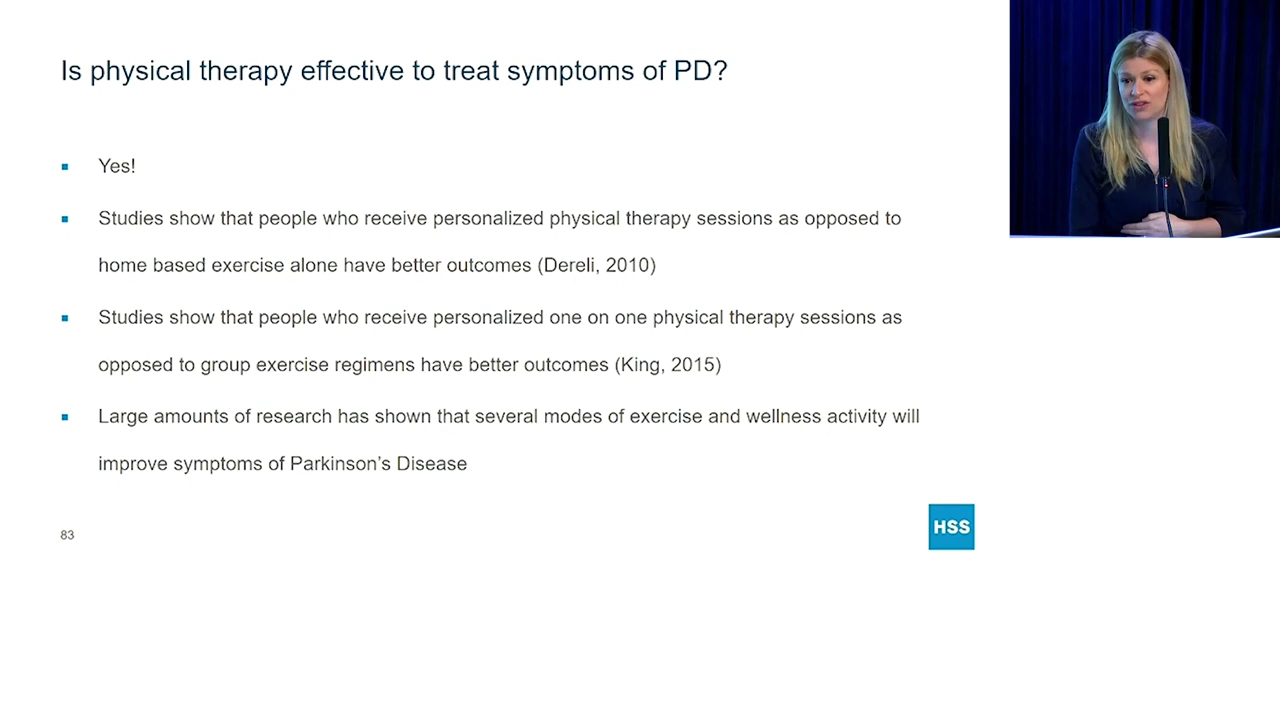 Is physical therapy effective to treat symptoms of PD?
Yes!
Studies show that people who receive personalized physical therapy sessions as opposed to
home based exercise alone have better outcomes (Dereli, 2010)
Studies show that people who receive personalized one on one physical therapy sessions as
opposed to group exercise regimens have better outcomes (King, 2015)
Large amounts of research has shown that several modes of exercise and wellness activity will
improve symptoms of Parkinson's Disease
83
HSS